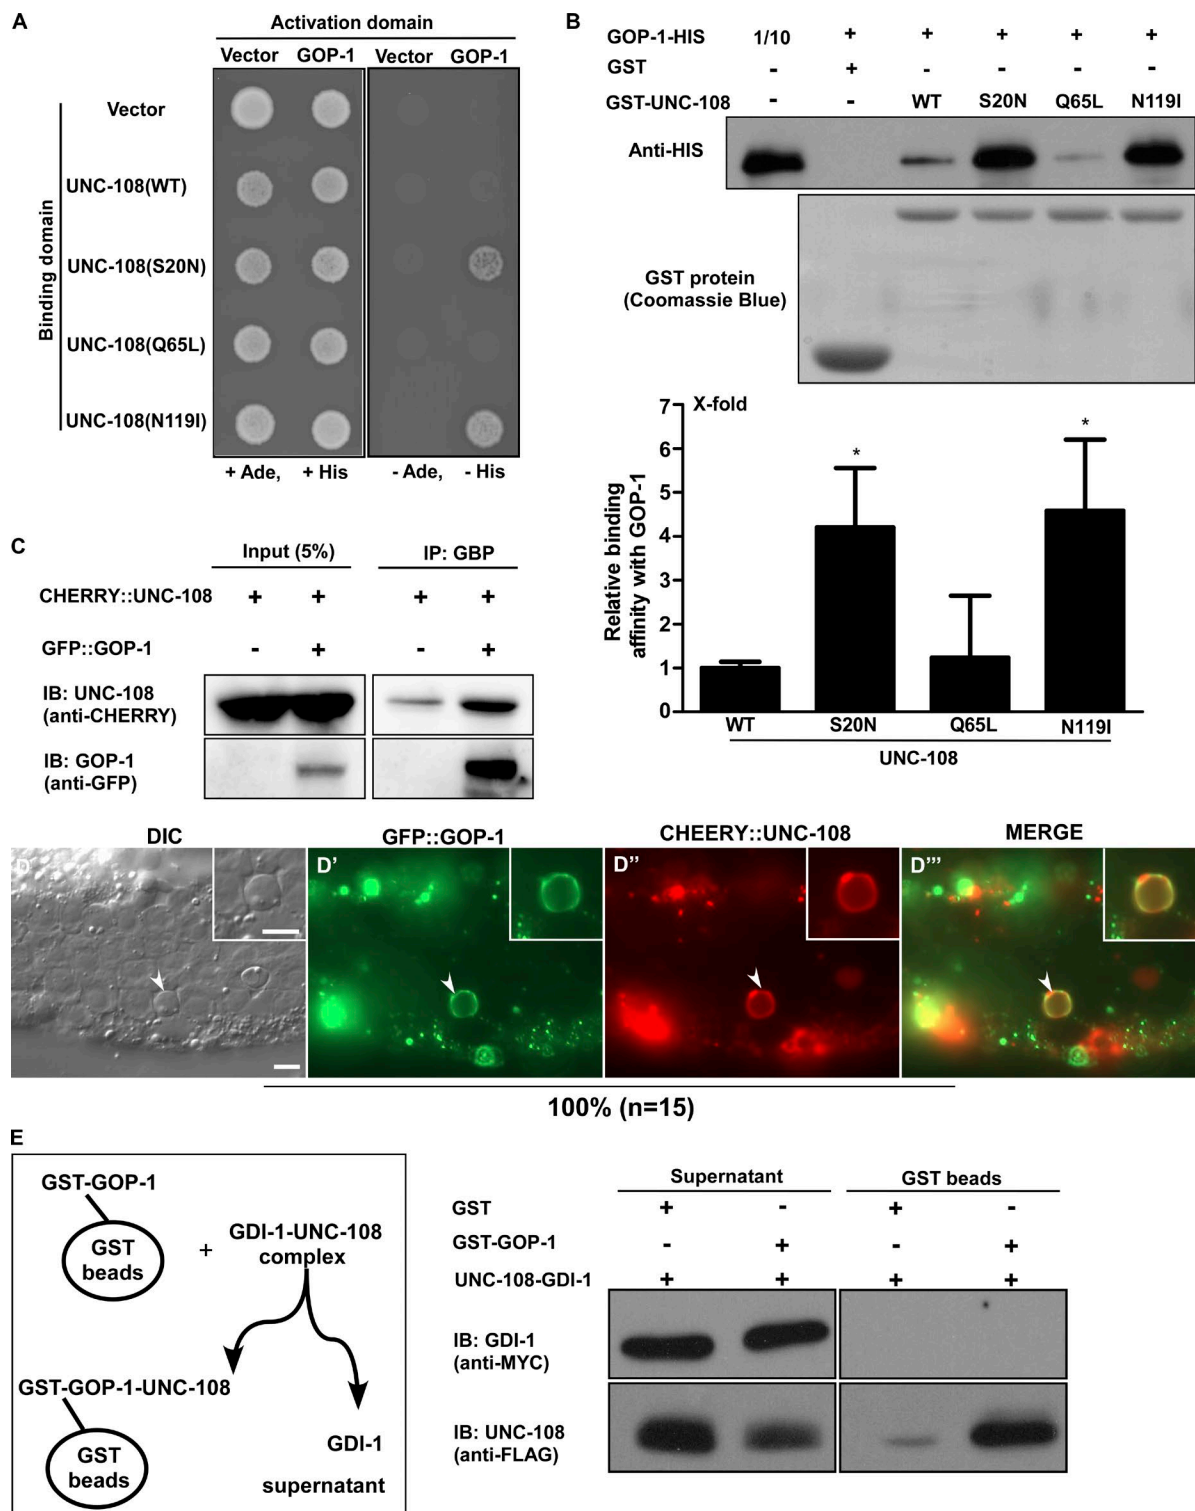 A
Activation domain
Vector GOP-1 Vector GOP-1
Binding domain
Vector
UNC-108(WT)
UNC-108(S20N)
UNC-108(Q65L)
UNC-108(N119I)
+ Ade, + His - Ade, - His
B
GOP-1-HIS 1/10 + + + + +
GST - + - - - -
GST-UNC-108 - - WT S20N Q65L N119I
Anti-HIS
GST protein
(Coomassie Blue)
X-fold
Relative binding
affinity with GOP-1
7
6
5
4
3
2
1
0
* *
WT S20N Q65L N119I
UNC-108
C
Input (5%) IP: GBP
CHERRY::UNC-108 + + + +
GFP::GOP-1 - + - +
IB: UNC-108
(anti-CHERRY)
IB: GOP-1
(anti-GFP)
DIC GFP::GOP-1 CHEERY::UNC-108 MERGE
D D' D'' D'''
100% (n=15)
E
GST-GOP-1
GST
beads
+
GDI-1-UNC-108
complex
GST-GOP-1-UNC-108
GST
beads
GDI-1
supernatant
Supernatant GST beads
GST + - + -
GST-GOP-1 - + - +
UNC-108-GDI-1 + + + +
IB: GDI-1
(anti-MYC)
IB: UNC-108
(anti-FLAG)